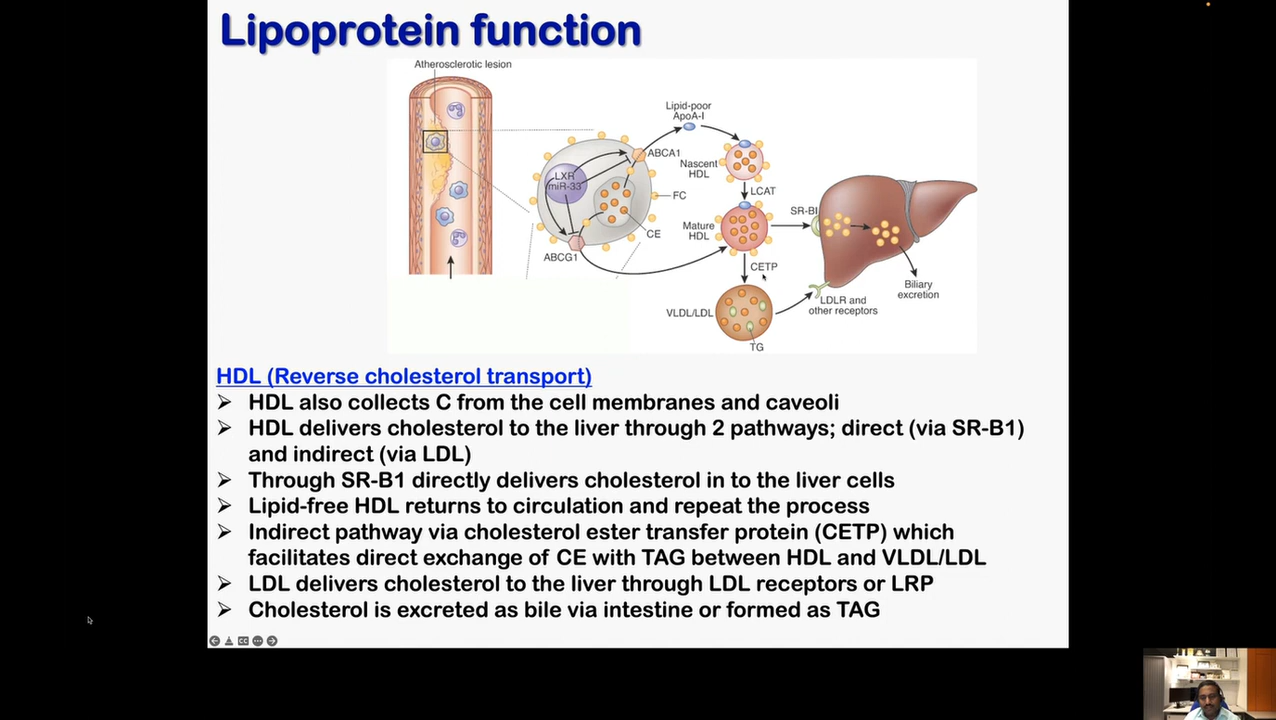 Lipoprotein function
Atherosclerotic lesion
Lipid-poor
ApoA-I
ABCA1
Nascent
HDL
LXR
miR-33
LCAT
FC
SR-BI
Mature
HDL
CE
ABCG1
CETP
Biliary
excretion
LDLR and
other receptors
VLDL/LDL
TG
HDL (Reverse cholesterol transport)
➢ HDL also collects C from the cell membranes and caveoli
➢ HDL delivers cholesterol to the liver through 2 pathways; direct (via SR-B1)
and indirect (via LDL)
➢ Through SR-B1 directly delivers cholesterol in to the liver cells
➢ Lipid-free HDL returns to circulation and repeat the process
➢ Indirect pathway via cholesterol ester transfer protein (CETP) which
facilitates direct exchange of CE with TAG between HDL and VLDL/LDL
➢ LDL delivers cholesterol to the liver through LDL receptors or LRP
➢ Cholesterol is excreted as bile via intestine or formed as TAG
CC